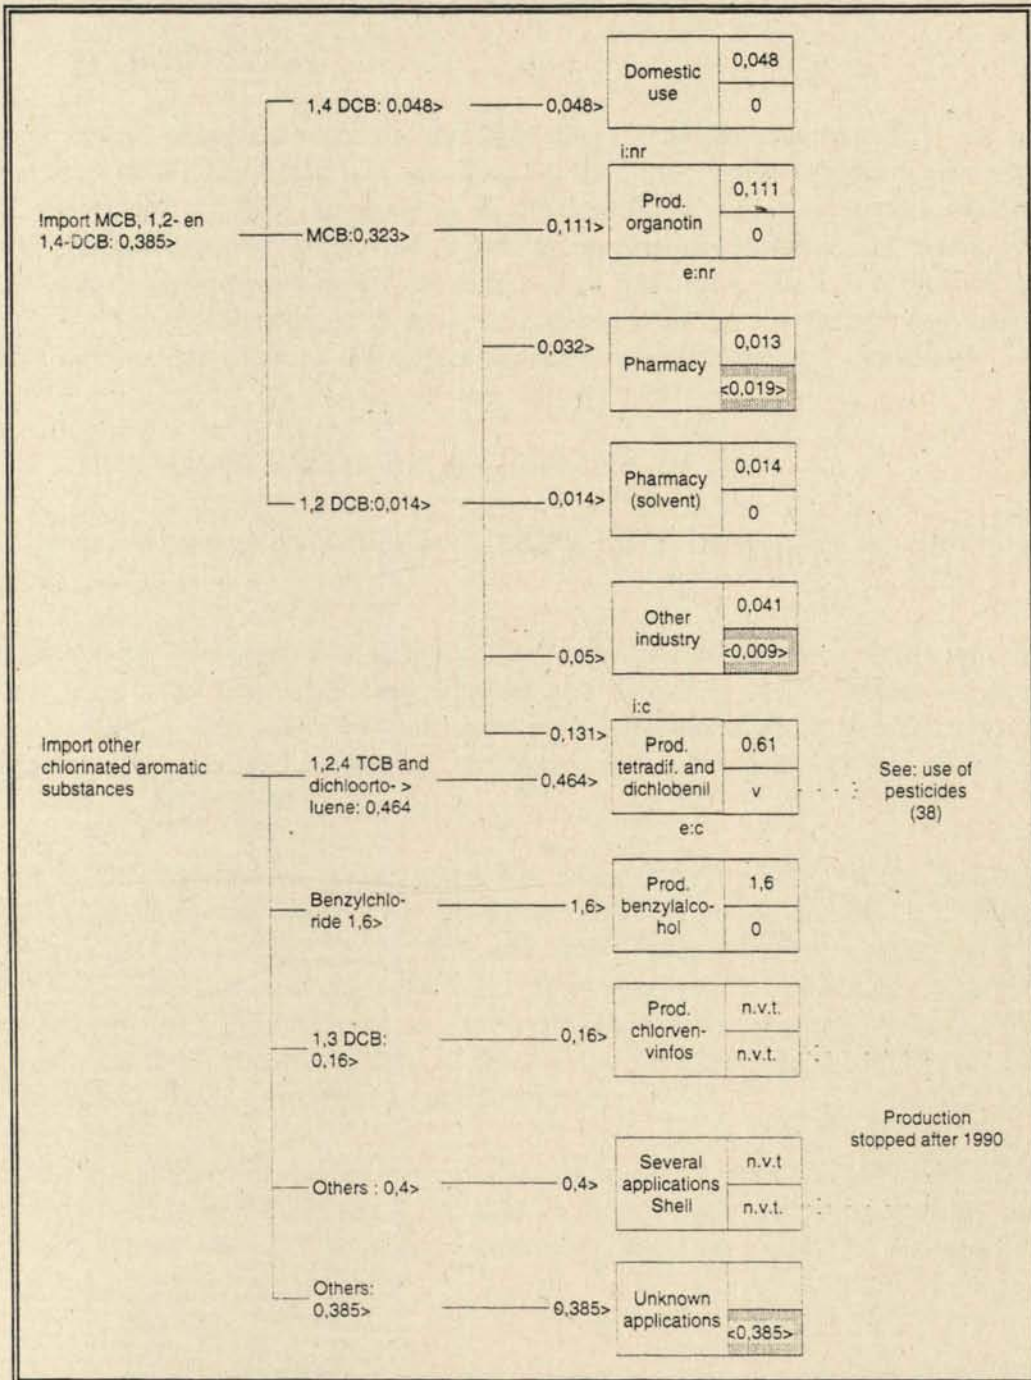 Domestic
use
0,048
0
1,4 DCB: 0,048>
0,048>
i:nr
Import MCB, 1,2- en
1,4-DCB: 0,385>
MCB:0,323>
0,111>
Prod.
organotin
0,111
0
e:nr
0,032>
Pharmacy
0,013
<0,019>
1,2 DCB:0,014>
0,014>
Pharmacy
(solvent)
0,014
0
0,05>
Other
industry
0,041
<0,009>
i:c
0,131>
Import other
chlorinated aromatic
substances
1,2,4 TCB and
dichloorto- >
luene: 0,464
0,464>
Prod.
tetradif. and
dichlobenil
0.61
v
See: use of
pesticides
(38)
e:c
Benzylchlo-
ride 1,6>
1,6>
Prod.
benzylalco-
hol
1,6
0
1,3 DCB:
0,16>
0,16>
Prod.
chlorven-
vinfos
n.v.t.
n.v.t.
Production
stopped after 1990
Others : 0,4>
0,4>
Several
applications
Shell
n.v.t
n.v.t.
Others:
0,385>
0,385>
Unknown
applications
<0,385>